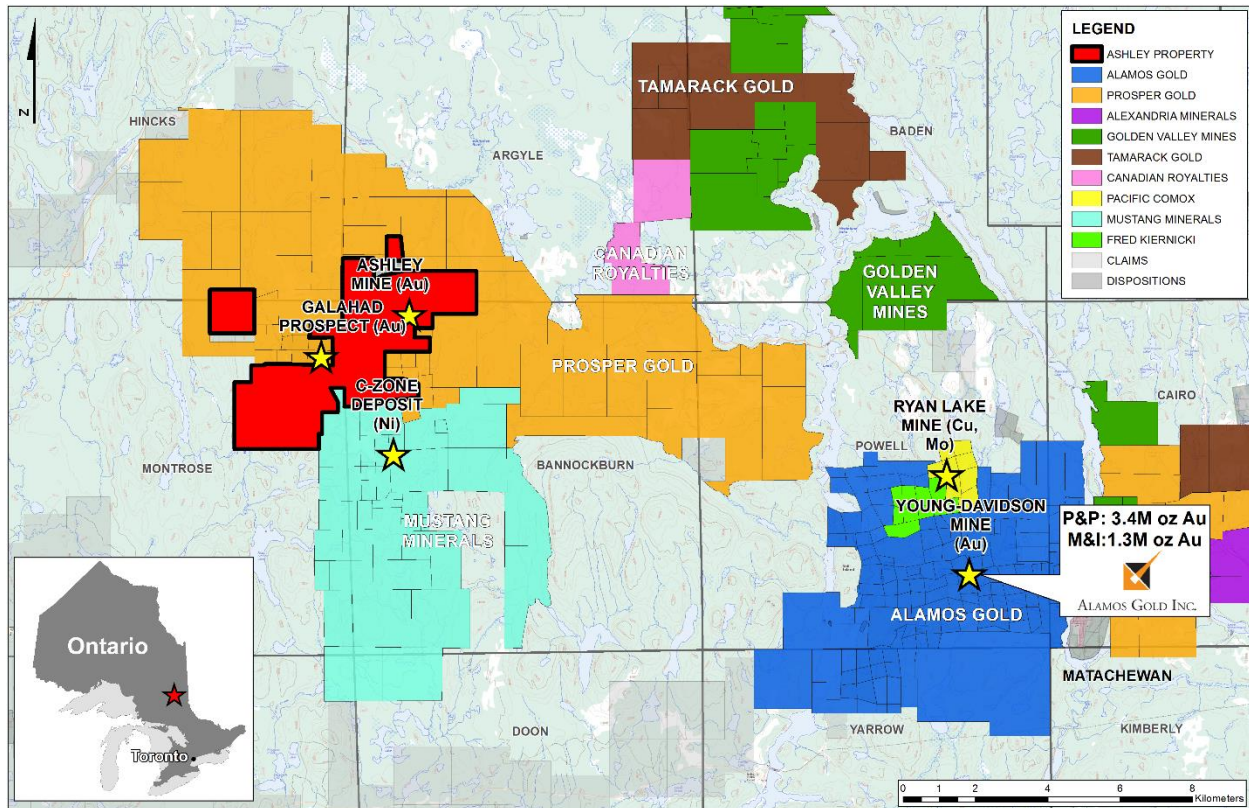 N
HINCKS
ARGYLE
TAMARACK GOLD
BADEN
ASHLEY
MINE (Au)
GALAHAD
PROSPECT (Au)
C-ZONE
DEPOSIT
(Ni)
CANADIAN
ROYALTIES
GOLDEN
VALLEY
MINES
PROSPER GOLD
RYAN LAKE
MINE (Cu,
Mo)
CAIRO
POWELL
MONTROSE
BANNOCKBURN
YOUNG-DAVIDSON
MINE
(Au)
MUSTANG
MINERALS
P&P: 3.4M oz Au
M&I:1.3M oz Au
ALAMOS GOLD INC.
ALAMOS GOLD
MATACHEWAN
DOON
YARROW
KIMBERLY
LEGEND
ASHLEY PROPERTY
ALAMOS GOLD
PROSPER GOLD
ALEXANDRIA MINERALS
GOLDEN VALLEY MINES
TAMARACK GOLD
CANADIAN ROYALTIES
PACIFIC COMOX
MUSTANG MINERALS
FRED KIERNICKI
CLAIMS
DISPOSITIONS
Ontario
Toronto
0 2 4 6 8
Kilometers